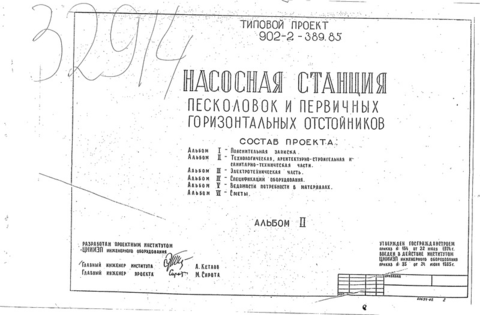 32914
ТИПОВОЙ ПРОЕКТ
902-2-389.85
НАСОСНАЯ СТАНЦИЯ
ПЕСКОЛОВОК И ПЕРВИЧНЫХ
ГОРИЗОНТАЛЬНЫХ ОТСТОЙНИКОВ
СОСТАВ ПРОЕКТА:
АЛЬБОМ I - ПОЯСНИТЕЛЬНАЯ ЗАПИСКА.
АЛЬБОМ II - ТЕХНОЛОГИЧЕСКАЯ, АРХИТЕКТУРНО-СТРОИТЕЛЬНАЯ И
САНИТАРНО-ТЕХНИЧЕСКАЯ ЧАСТИ.
АЛЬБОМ III - ЭЛЕКТРОТЕХНИЧЕСКАЯ ЧАСТЬ.
АЛЬБОМ IV - СПЕЦИФИКАЦИИ ОБОРУДОВАНИЯ.
АЛЬБОМ V - ВЕДОМОСТИ ПОТРЕБНОСТИ В МАТЕРИАЛАХ.
АЛЬБОМ VI - СМЕТЫ.
АЛЬБОМ II
РАЗРАБОТАН ПРОЕКТНЫМ ИНСТИТУТОМ
ЦНИИЭП ИНЖЕНЕРНОГО ОБОРУДОВАНИЯ
ГЛАВНЫЙ ИНЖЕНЕР ИНСТИТУТА А. КЕТАОВ
ГЛАВНЫЙ ИНЖЕНЕР ПРОЕКТА М. СИРОТА
УТВЕРЖДЕН ГОСГРАЖДАНСТРОЕМ
ВВЕДЕН В ДЕЙСТВИЕ ИНСТИТУТОМ
ЦНИИЭП ИНЖЕНЕРНОГО ОБОРУДОВАНИЯ